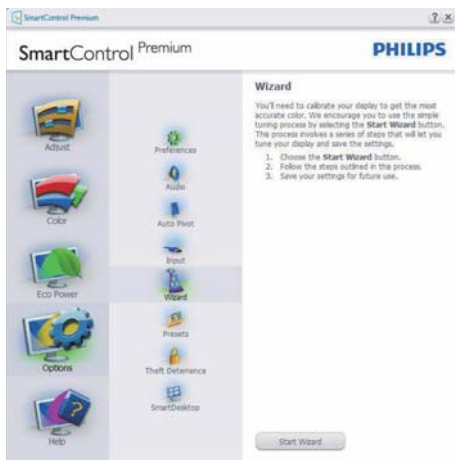 SmartControl Premium
SmartControl Premium
PHILIPS
Adjust
Color
Eco Power
Options
Help
Preferences
Audio
Auto Pivot
Input
Wizard
Presets
Theft Deterrence
SmartDesktop
Wizard
You'll need to calibrate your display to get the most
accurate color. We encourage you to use the simple
tuning process by selecting the Start Wizard button.
The process involves a series of steps that will let you
tune your display and save the settings.
1. Choose the Start Wizard button.
2. Follow the steps outlined in the process.
3. Save your settings for future use.
Start Wizard